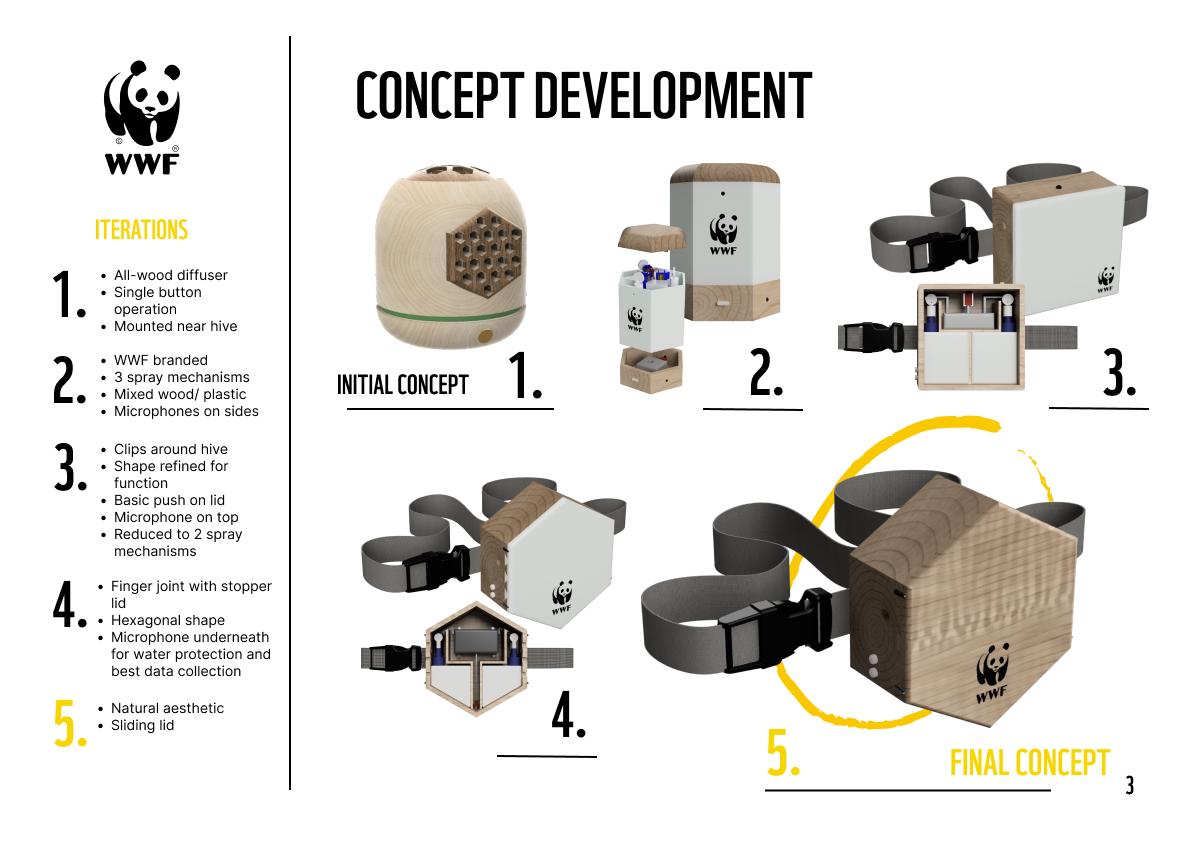 ©
®
WWF
ITERATIONS
1.
• All-wood diffuser
• Single button
operation
• Mounted near hive
2.
• WWF branded
• 3 spray mechanisms
• Mixed wood/ plastic
• Microphones on sides
3.
• Clips around hive
• Shape refined for
function
• Basic push on lid
• Microphone on top
• Reduced to 2 spray
mechanisms
4.
• Finger joint with stopper
lid
• Hexagonal shape
• Microphone underneath
for water protection and
best data collection
5.
• Natural aesthetic
• Sliding lid
CONCEPT DEVELOPMENT
INITIAL CONCEPT 1.
WWF
WWF
2.
WWF
3.
WWF
4.
WWF
5.
FINAL CONCEPT
3